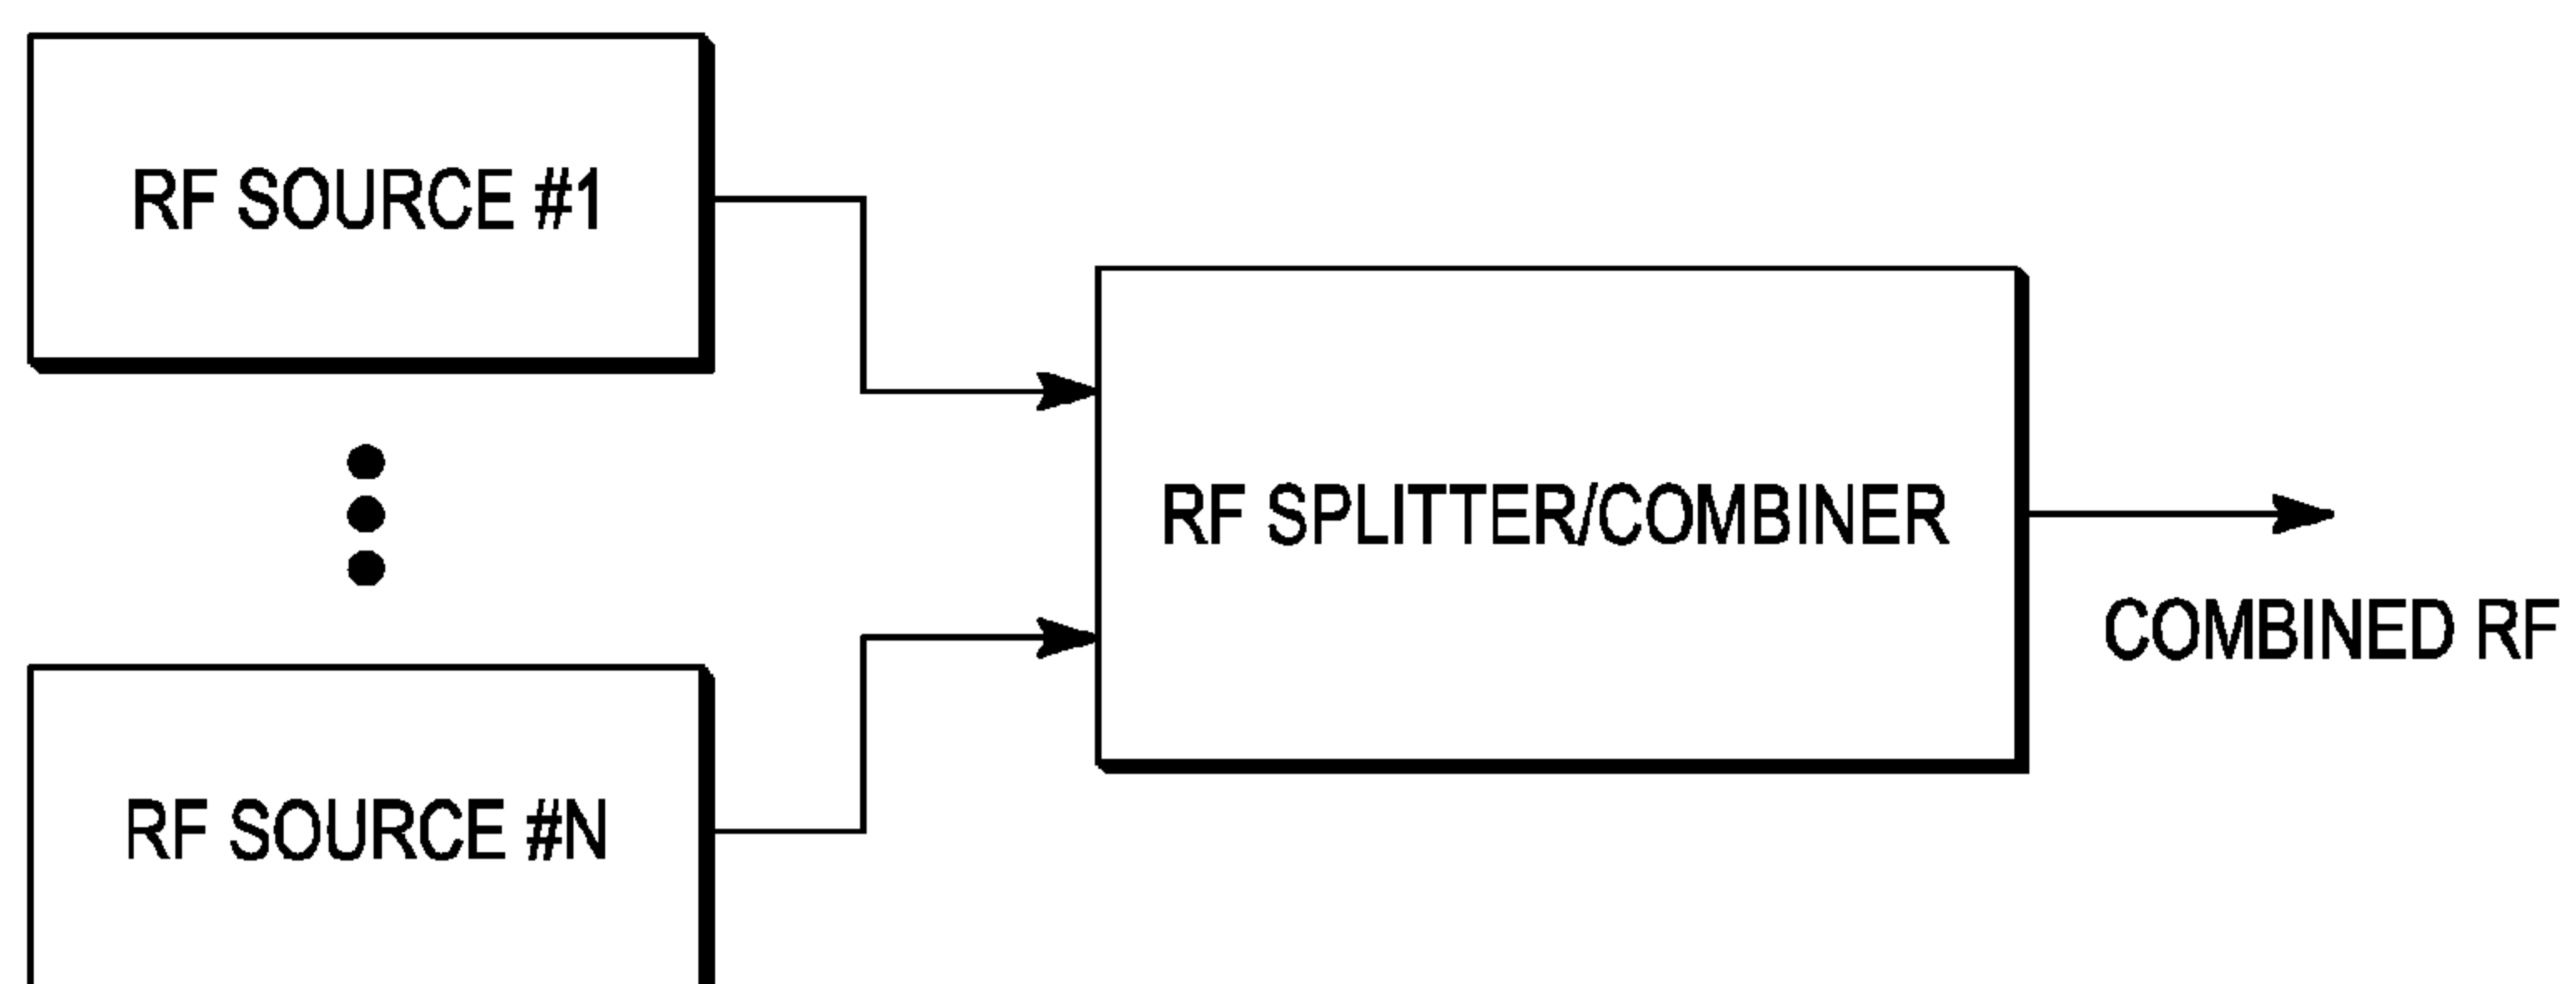 RF SOURCE #1
RF SPLITTER/COMBINER
COMBINED RF
RF SOURCE #N